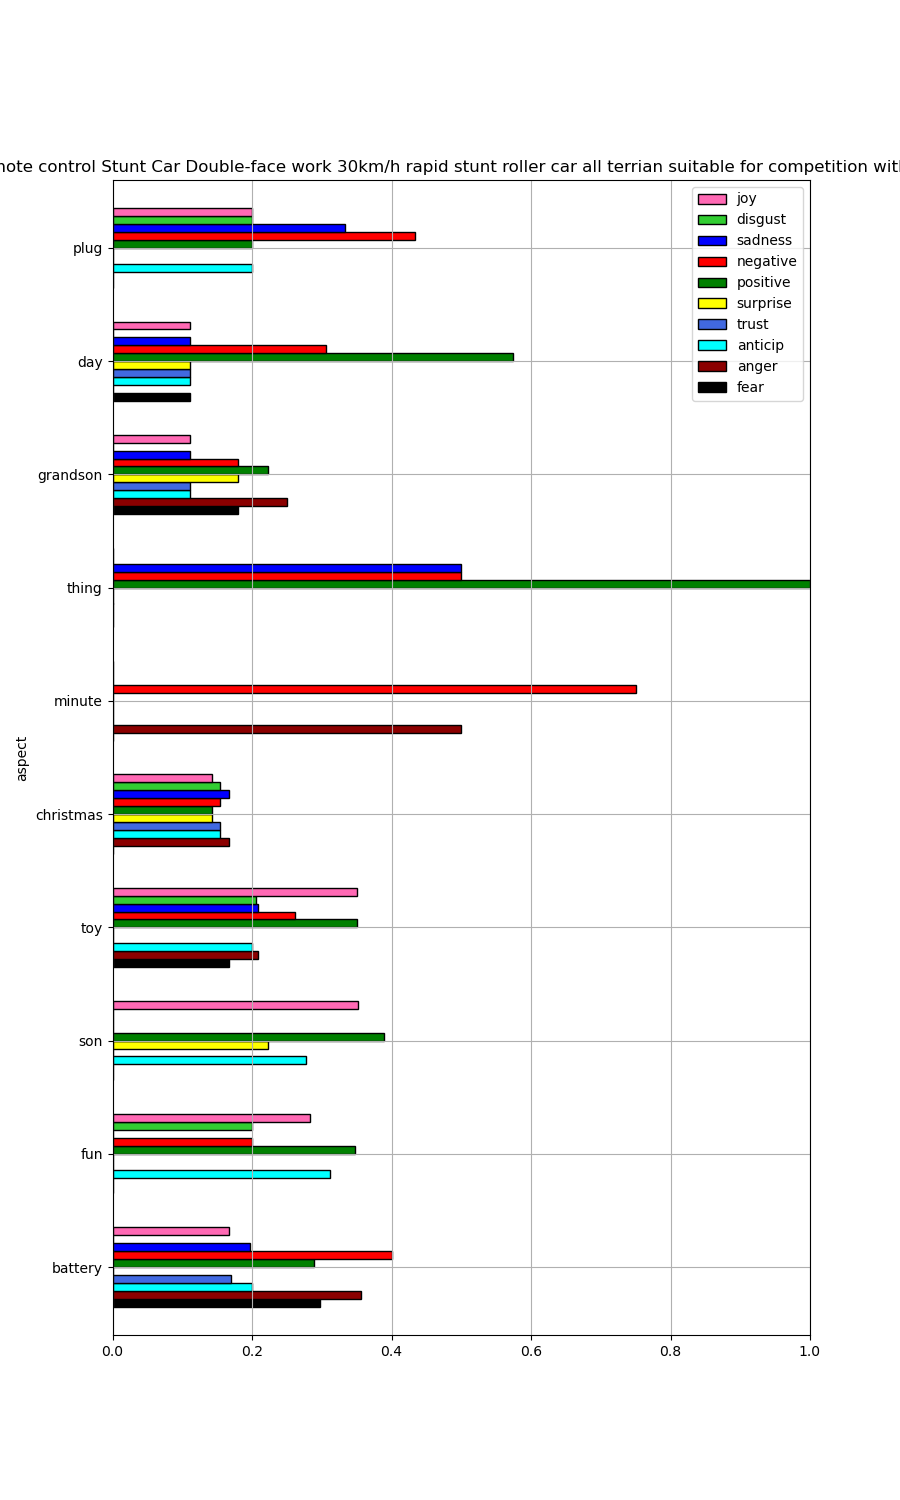 control Stunt Car Double-face work 30km/h rapid stunt roller car all terrian suitable for competition
joy
disgust
sadness
negative
positive
surprise
trust
anticip
anger
fear
plug
day
grandson
thing
minute
christmas
toy
son
fun
battery
aspect
0.0 0.2 0.4 0.6 0.8 1.0